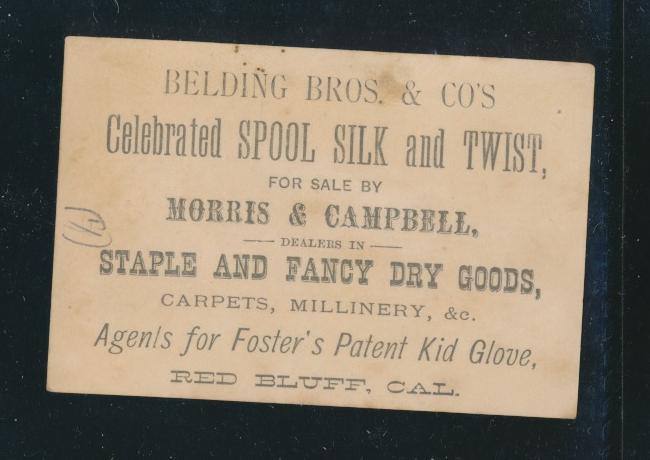 BELDING BROS. & CO'S
Celebrated SPOOL SILK and TWIST,
FOR SALE BY
MORRIS & CAMPBELL,
DEALERS IN
STAPLE AND FANCY DRY GOODS,
CARPETS, MILLINERY, &c.
Agents for Foster's Patent Kid Glove,
RED BLUFF, CAL.